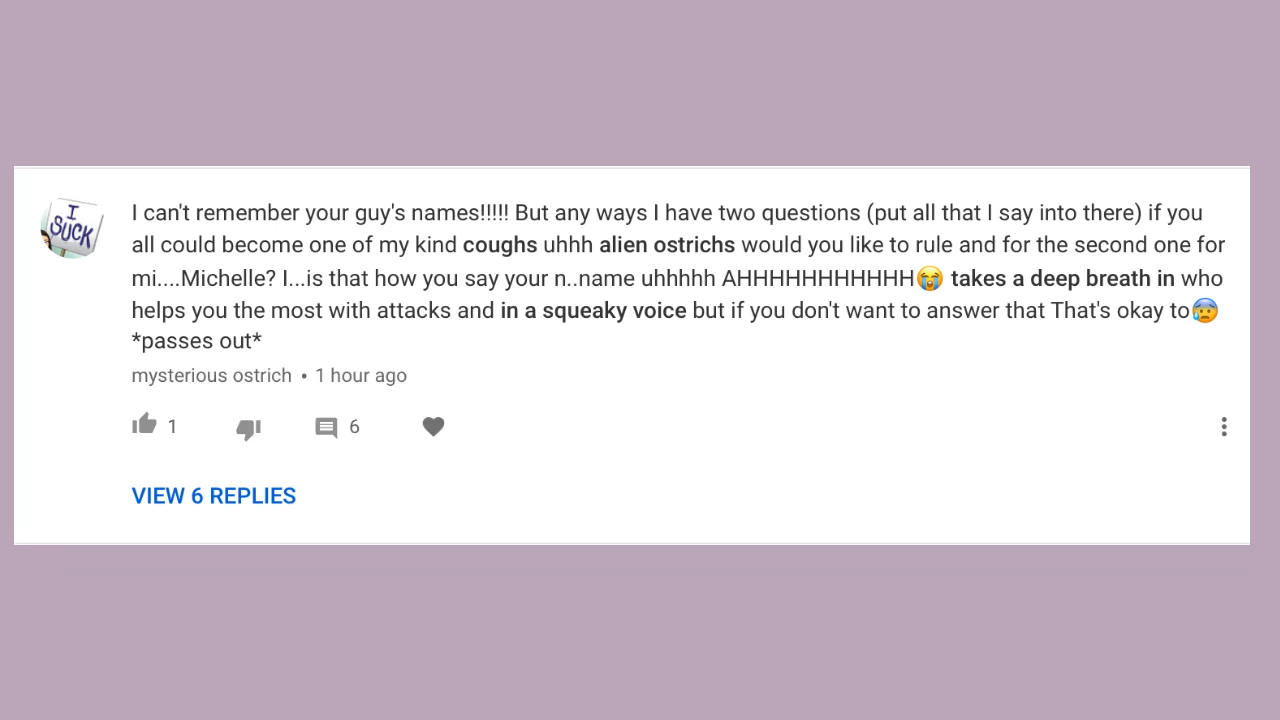 I
SUCK
I can't remember your guy's names!!!!! But any ways I have two questions (put all that I say into there) if you
all could become one of my kind coughs uhhh alien ostrichs would you like to rule and for the second one for
mi....Michelle? I...is that how you say your n..name uhhhhh AHHHHHHHHHHH😭 takes a deep breath in who
helps you the most with attacks and in a squeaky voice but if you don't want to answer that That's okay to😰
*passes out*
mysterious ostrich • 1 hour ago
1 6
VIEW 6 REPLIES